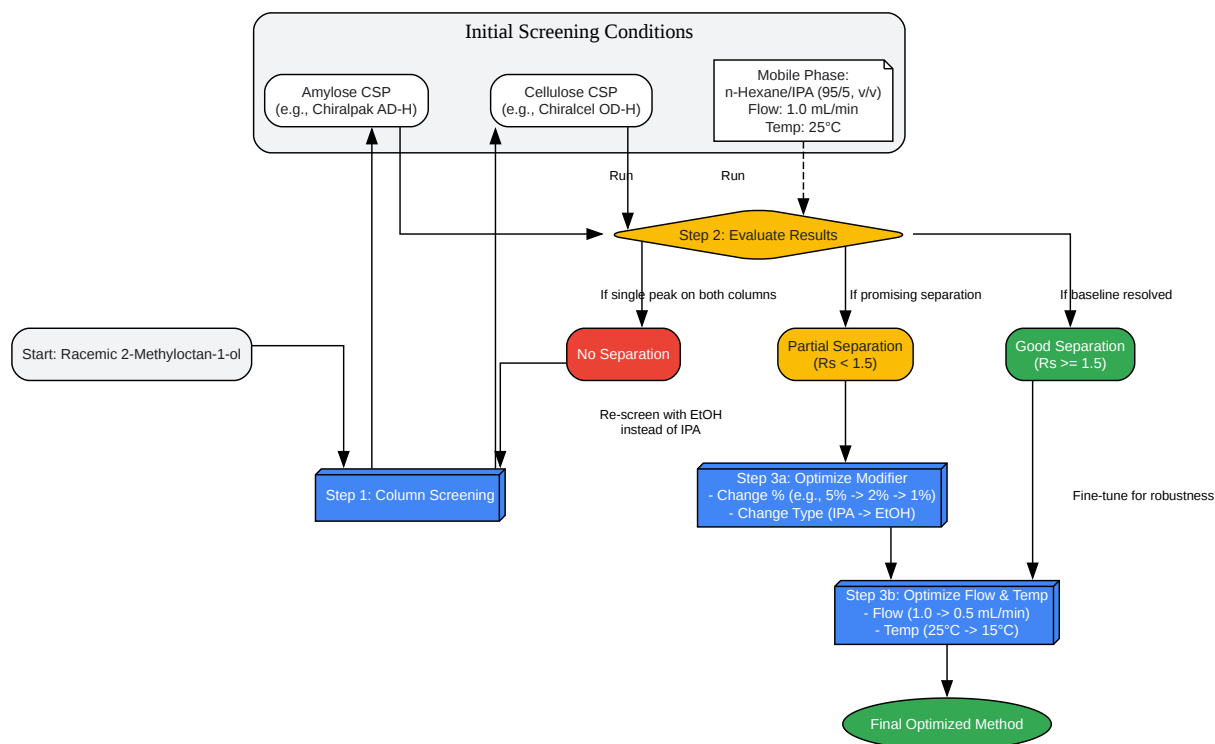 Initial Screening Conditions
Amylose CSP
(e.g., Chiralpak AD-H)
Cellulose CSP
(e.g., Chiralcel OD-H)
Mobile Phase:
n-Hexane/IPA (95/5, v/v)
Flow: 1.0 mL/min
Temp: 25°C
Run
Run
Step 2: Evaluate Results
If single peak on both columns
If promising separation
If baseline resolved
Start: Racemic 2-Methyloctan-1-ol
No Separation
Partial Separation
(Rs < 1.5)
Good Separation
(Rs >= 1.5)
Re-screen with EtOH
instead of IPA
Step 1: Column Screening
Step 3a: Optimize Modifier
- Change % (e.g., 5% -> 2% -> 1%)
- Change Type (IPA -> EtOH)
Fine-tune for robustness
Step 3b: Optimize Flow & Temp
- Flow (1.0 -> 0.5 mL/min)
- Temp (25°C -> 15°C)
Final Optimized Method